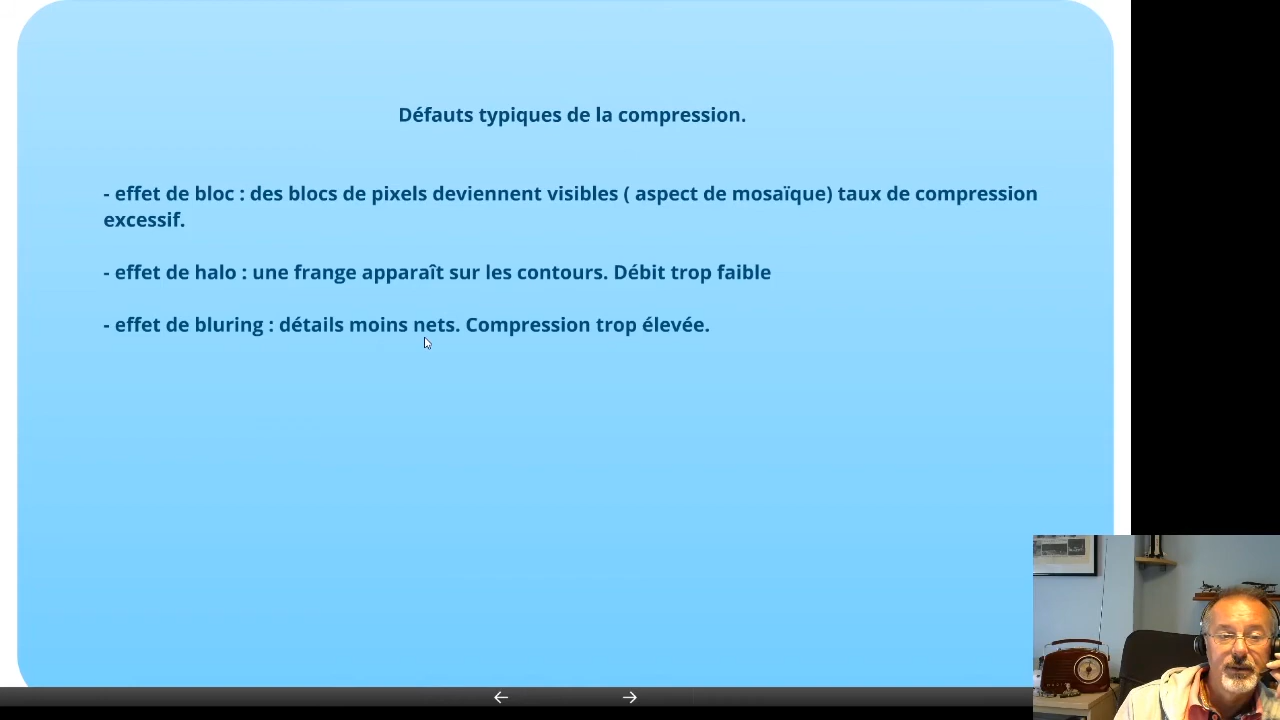 Défauts typiques de la compression.
- effet de bloc : des blocs de pixels deviennent visibles ( aspect de mosaïque) taux de compression
excessif.
- effet de halo : une frange apparaît sur les contours. Débit trop faible
- effet de bluring : détails moins nets. Compression trop élevée.